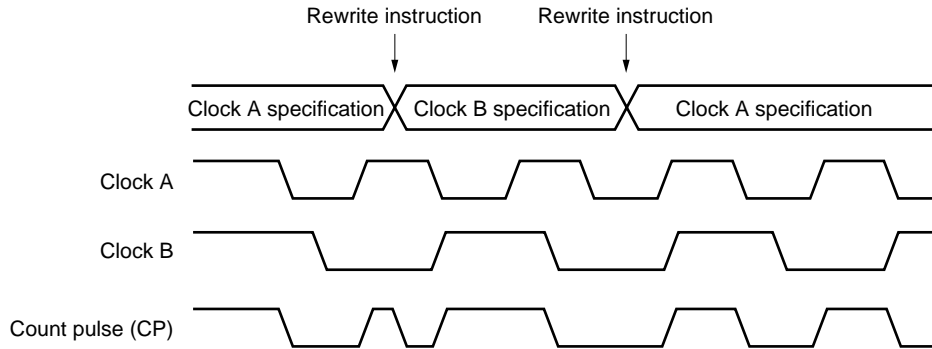 Rewrite instruction
Rewrite instruction
Clock A specification
Clock B specification
Clock A specification
Clock A
Clock B
Count pulse (CP)